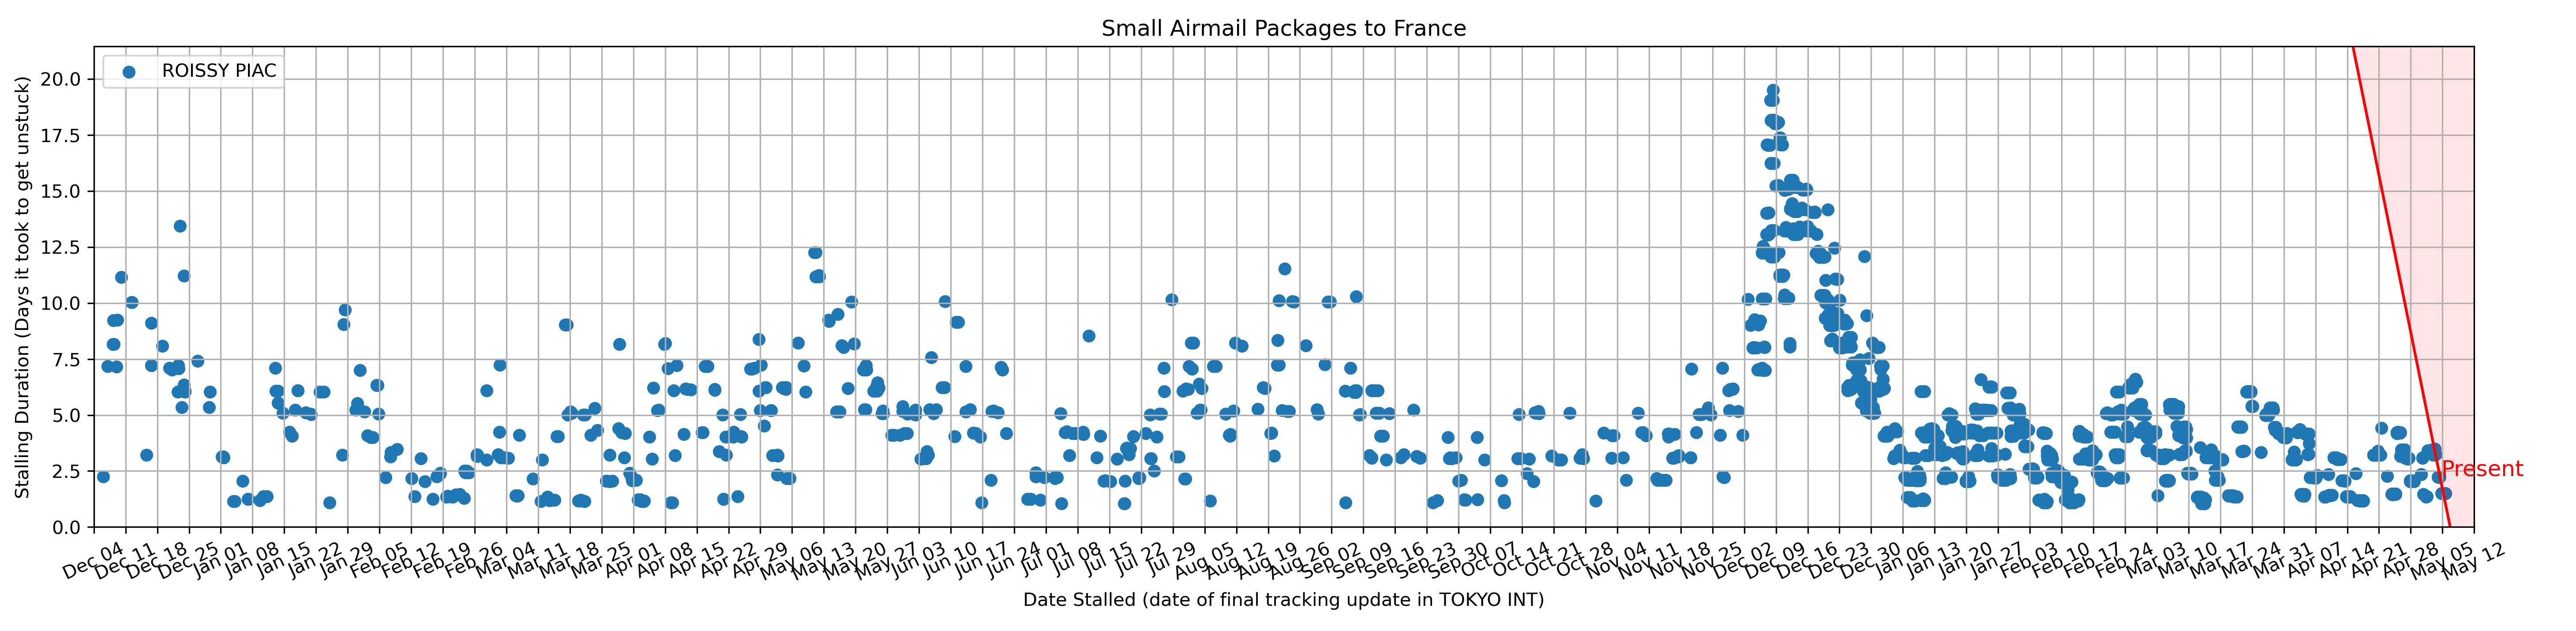 Small Airmail Packages to France
ROISSY PIAC
Stalling Duration (Days it took to get unstuck)
20.0
17.5
15.0
12.5
10.0
7.5
5.0
2.5
0.0
Present
Dec 04
Dec 11
Dec 18
Dec 25
Jan 01
Jan 08
Jan 15
Jan 22
Jan 29
Feb 05
Feb 12
Feb 19
Feb 26
Mar 04
Mar 11
Mar 18
Mar 25
Apr 01
Apr 08
Apr 15
Apr 22
Apr 29
May 06
May 13
May 20
May 27
Jun 03
Jun 10
Jun 17
Jun 24
Jul 01
Jul 08
Jul 15
Jul 22
Jul 29
Aug 05
Aug 12
Aug 19
Aug 26
Sep 02
Sep 09
Sep 16
Sep 23
Sep 30
Oct 07
Oct 14
Oct 21
Oct 28
Nov 04
Nov 11
Nov 18
Nov 25
Dec 02
Dec 09
Dec 16
Dec 23
Dec 30
Jan 06
Jan 13
Jan 20
Jan 27
Feb 03
Feb 10
Feb 17
Feb 24
Mar 03
Mar 10
Mar 17
Mar 24
Mar 31
Apr 07
Apr 14
Apr 21
Apr 28
May 05
May 12
Date Stalled (date of final tracking update in TOKYO INT)